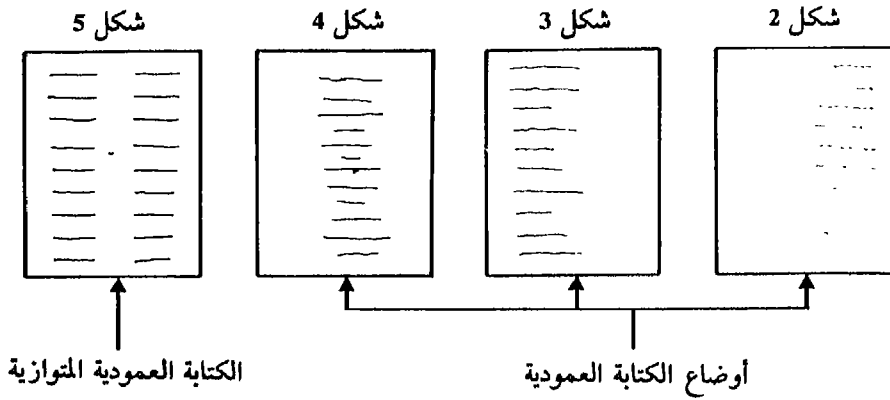 شكل 2 شكل 3 شكل 4 شكل 5
أوضاع الكتابة العمودية الكتابة العمودية المتوازية